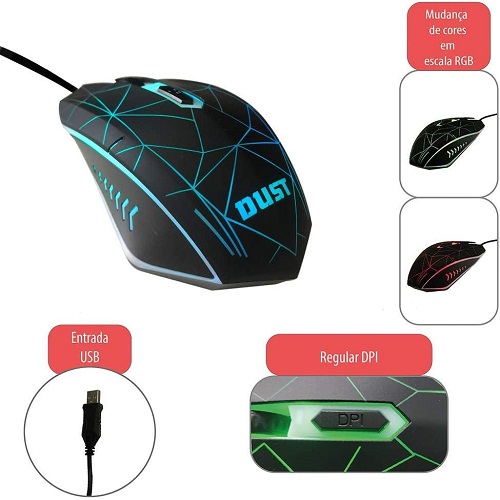 Mudança
de cores
em
escala RGB
DUST
Entrada
USB
Regular DPI
DPI